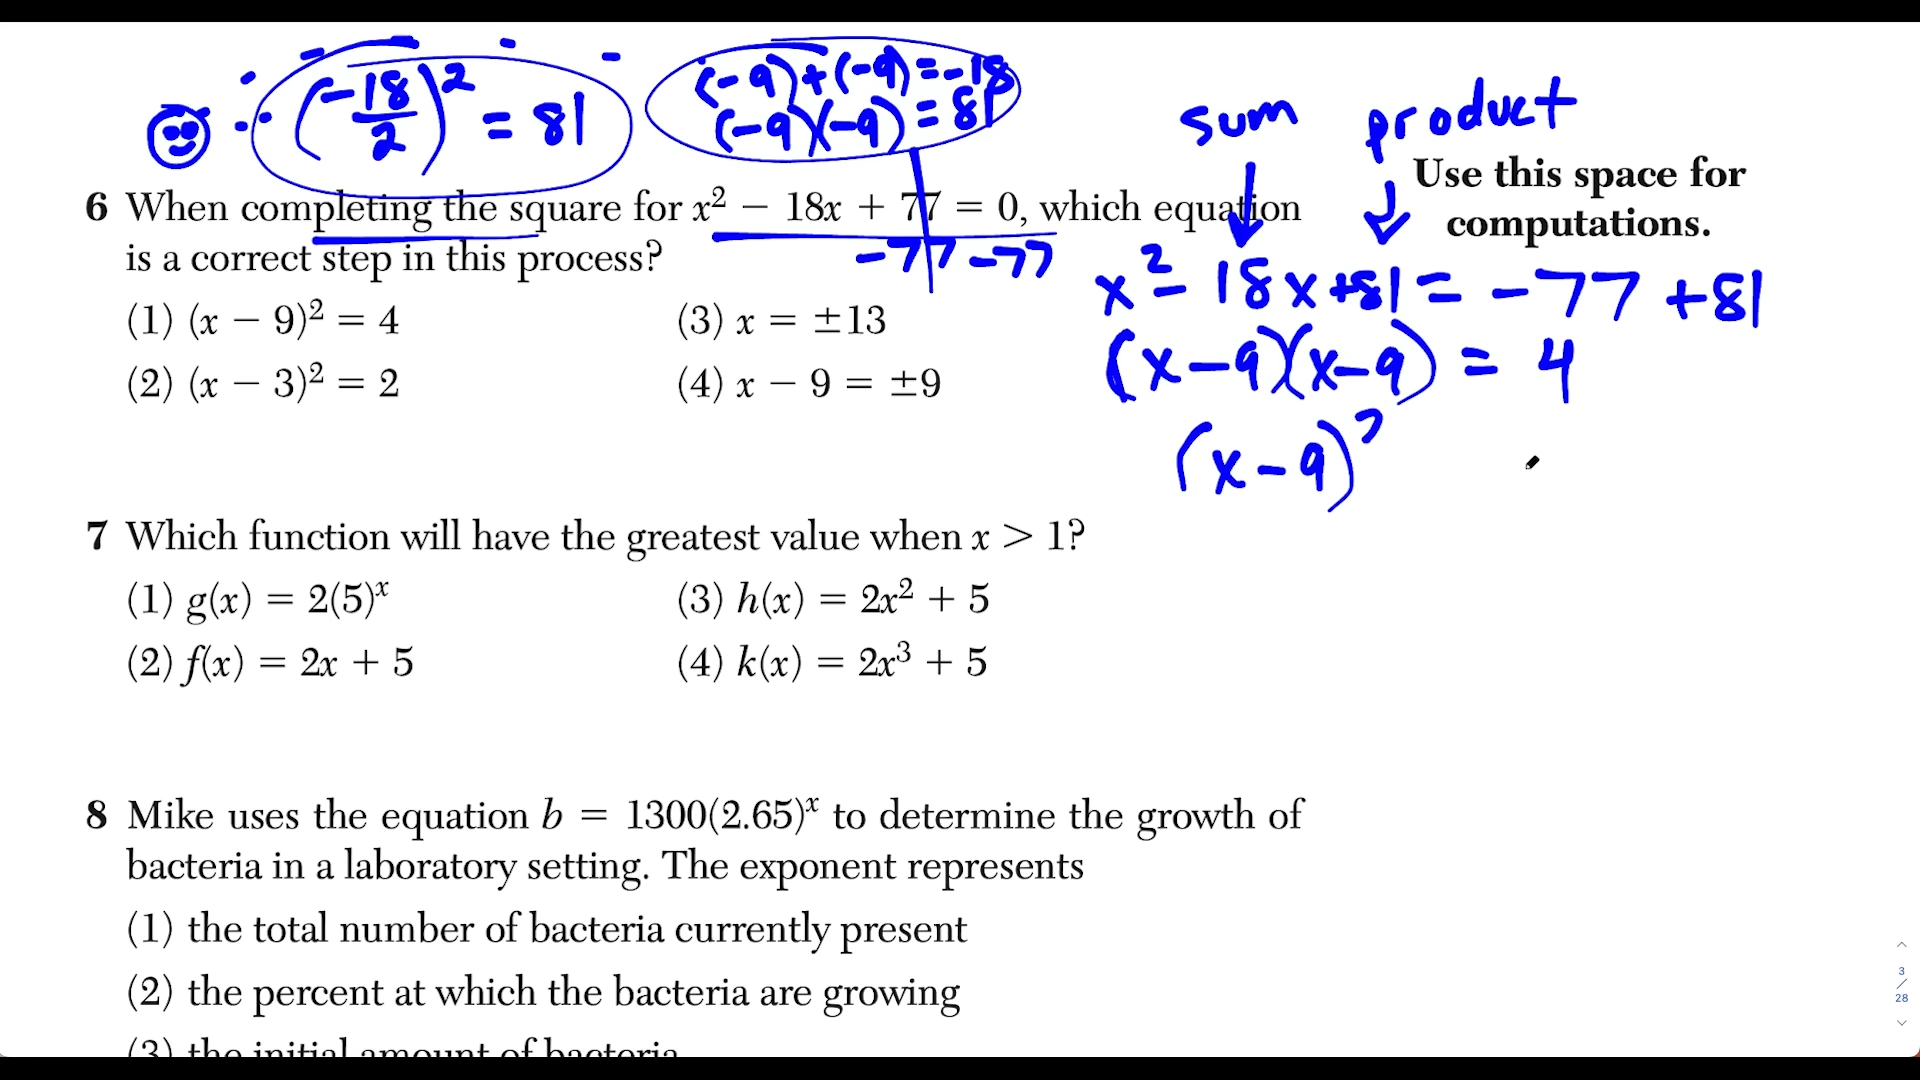 (-18/2)² = 81
(-9)+(-9)=-18
(-9)(-9)=81
sum product
Use this space for
computations.
6 When completing the square for x² − 18x + 77 = 0, which equation
-77 -77
is a correct step in this process?
x² - 18x +81 = -77 +81
(1) (x − 9)² = 4 (3) x = ±13
(x-9)(x-9) = 4
(2) (x − 3)² = 2 (4) x − 9 = ±9
(x-9)²
7 Which function will have the greatest value when x > 1?
(1) g(x) = 2(5)ˣ (3) h(x) = 2x² + 5
(2) f(x) = 2x + 5 (4) k(x) = 2x³ + 5
8 Mike uses the equation b = 1300(2.65)ˣ to determine the growth of
bacteria in a laboratory setting. The exponent represents
(1) the total number of bacteria currently present
(2) the percent at which the bacteria are growing
(3) the initial amount of bacteria
3
/
28